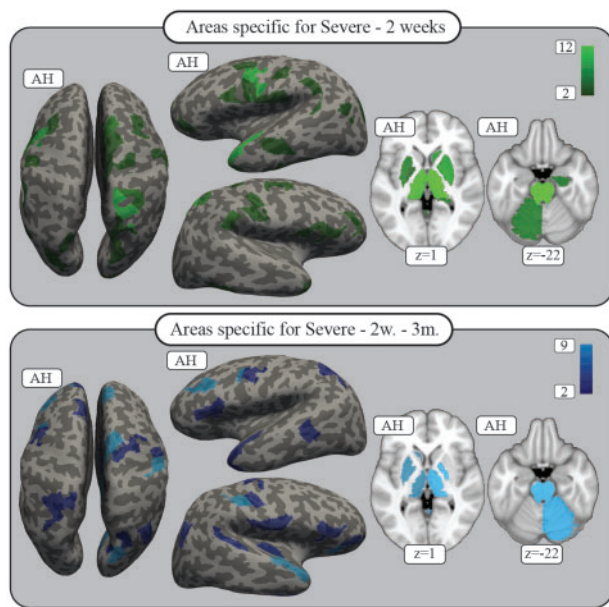 Areas specific for Severe - 2 weeks
12
2
AH
AH
AH
AH
z=1
z=-22
Areas specific for Severe - 2w. - 3m.
9
2
AH
AH
AH
AH
z=1
z=-22